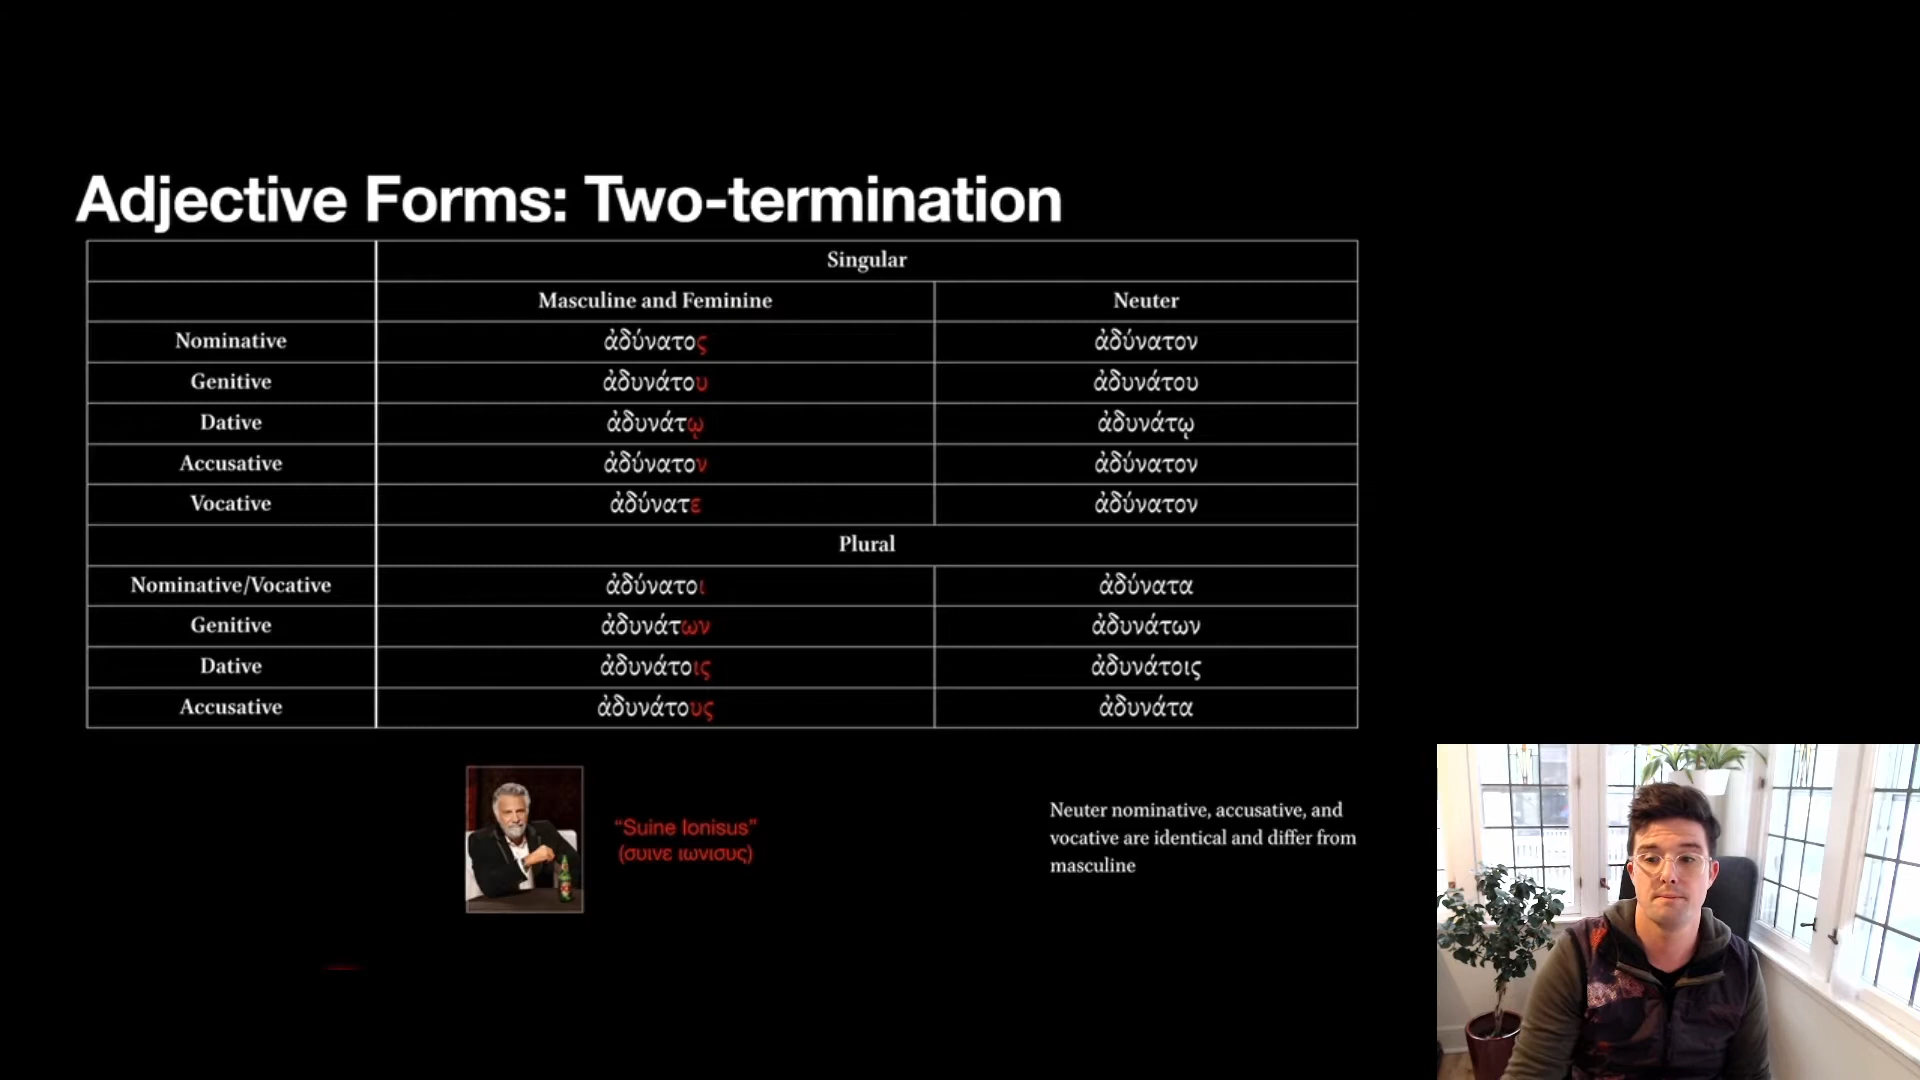 Adjective Forms: Two-termination
Singular
Masculine and Feminine Neuter
Nominative ἀδύνατος ἀδύνατον
Genitive ἀδυνάτου ἀδυνάτου
Dative ἀδυνάτῳ ἀδυνάτῳ
Accusative ἀδύνατον ἀδύνατον
Vocative ἀδύνατε ἀδύνατον
Plural
Nominative/Vocative ἀδύνατοι ἀδύνατα
Genitive ἀδυνάτων ἀδυνάτων
Dative ἀδυνάτοις ἀδυνάτοις
Accusative ἀδυνάτους ἀδυνάτα
“Suine Ionisus”
(συινε ιωνισυς)
Neuter nominative, accusative, and
vocative are identical and differ from
masculine